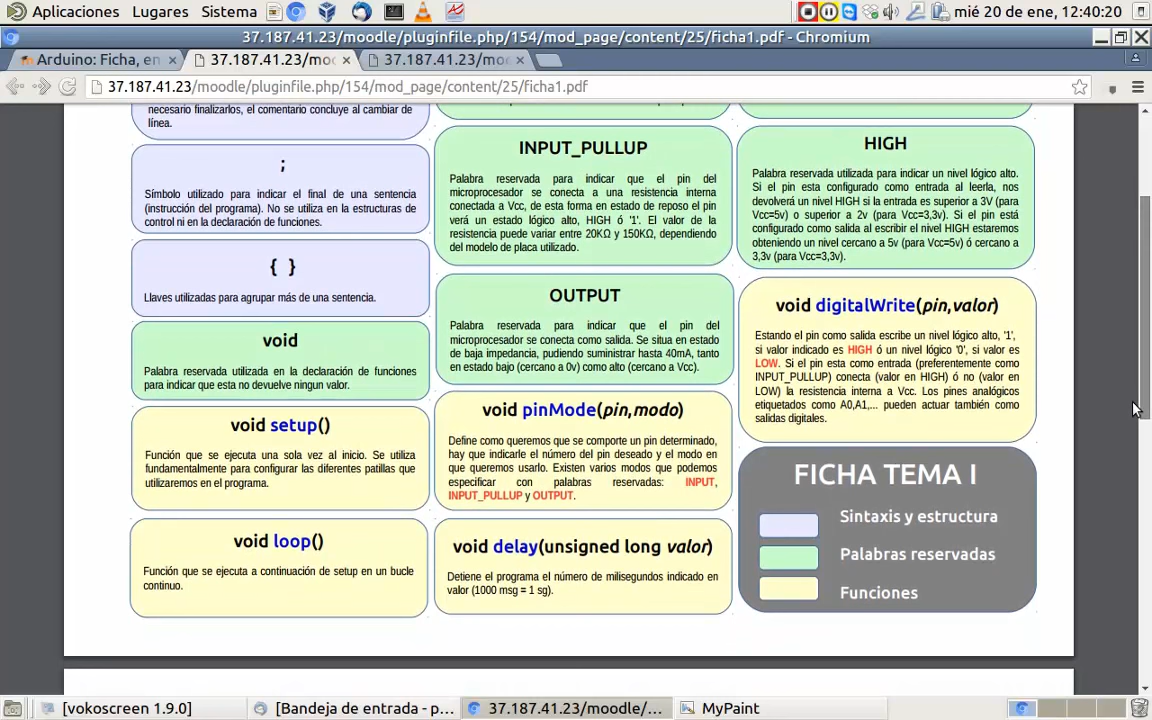 Aplicaciones Lugares Sistema
mié 20 de ene, 12:40:20
37.187.41.23/moodle/pluginfile.php/154/mod_page/content/25/ficha1.pdf - Chromium
Arduino: Ficha, en × 37.187.41.23/moo × 37.187.41.23/moo ×
37.187.41.23/moodle/pluginfile.php/154/mod_page/content/25/ficha1.pdf
necesario finalizarlos, el comentario concluye al cambiar de
línea.
;
Símbolo utilizado para indicar el final de una sentencia
(instrucción del programa). No se utiliza en la estructuras de
control ni en la declaración de funciones.
{ }
Llaves utilizadas para agrupar más de una sentencia.
void
Palabra reservada utilizada en la declaración de funciones
para indicar que esta no devuelve ningun valor.
void setup()
Función que se ejecuta una sola vez al inicio. Se utiliza
fundamentalmente para configurar las diferentes patillas que
utilizaremos en el programa.
void loop()
Función que se ejecuta a continuación de setup en un bucle
continuo.
INPUT_PULLUP
Palabra reservada para indicar que el pin del
microprocesador se conecta a una resistencia interna
conectada a Vcc, de esta forma en estado de reposo el pin
verá un estado lógico alto, HIGH ó '1'. El valor de la
resistencia puede variar entre 20KΩ y 150KΩ, dependiendo
del modelo de placa utilizado.
OUTPUT
Palabra reservada para indicar que el pin del
microprocesador se conecta como salida. Se situa en estado
de baja impedancia, pudiendo suministrar hasta 40mA, tanto
en estado bajo (cercano a 0v) como alto (cercano a Vcc).
void pinMode(pin,modo)
Define como queremos que se comporte un pin determinado,
hay que indicarle el número del pin deseado y el modo en
que queremos usarlo. Existen varios modos que podemos
especificar con palabras reservadas: INPUT,
INPUT_PULLUP y OUTPUT.
void delay(unsigned long valor)
Detiene el programa el número de milisegundos indicado en
valor (1000 msg = 1 sg).
HIGH
Palabra reservada utilizada para indicar un nivel lógico alto.
Si el pin esta configurado como entrada al leerla, nos
devolverá un nivel HIGH si la entrada es superior a 3V (para
Vcc=5v) o superior a 2v (para Vcc=3,3v). Si el pin está
configurado como salida al escribir el nivel HIGH estaremos
obteniendo un nivel cercano a 5v (para Vcc=5v) ó cercano a
3,3v (para Vcc=3,3v).
void digitalWrite(pin,valor)
Estando el pin como salida escribe un nivel lógico alto, '1',
si valor indicado es HIGH ó un nivel lógico '0', si valor es
LOW. Si el pin esta como entrada (preferentemente como
INPUT_PULLUP) conecta (valor en HIGH) ó no (valor en
LOW) la resistencia interna a Vcc. Los pines analógicos
etiquetados como A0,A1,... pueden actuar también como
salidas digitales.
FICHA TEMA I
Sintaxis y estructura
Palabras reservadas
Funciones
[vokoscreen 1.9.0] [Bandeja de entrada - p... 37.187.41.23/moodle/... MyPaint